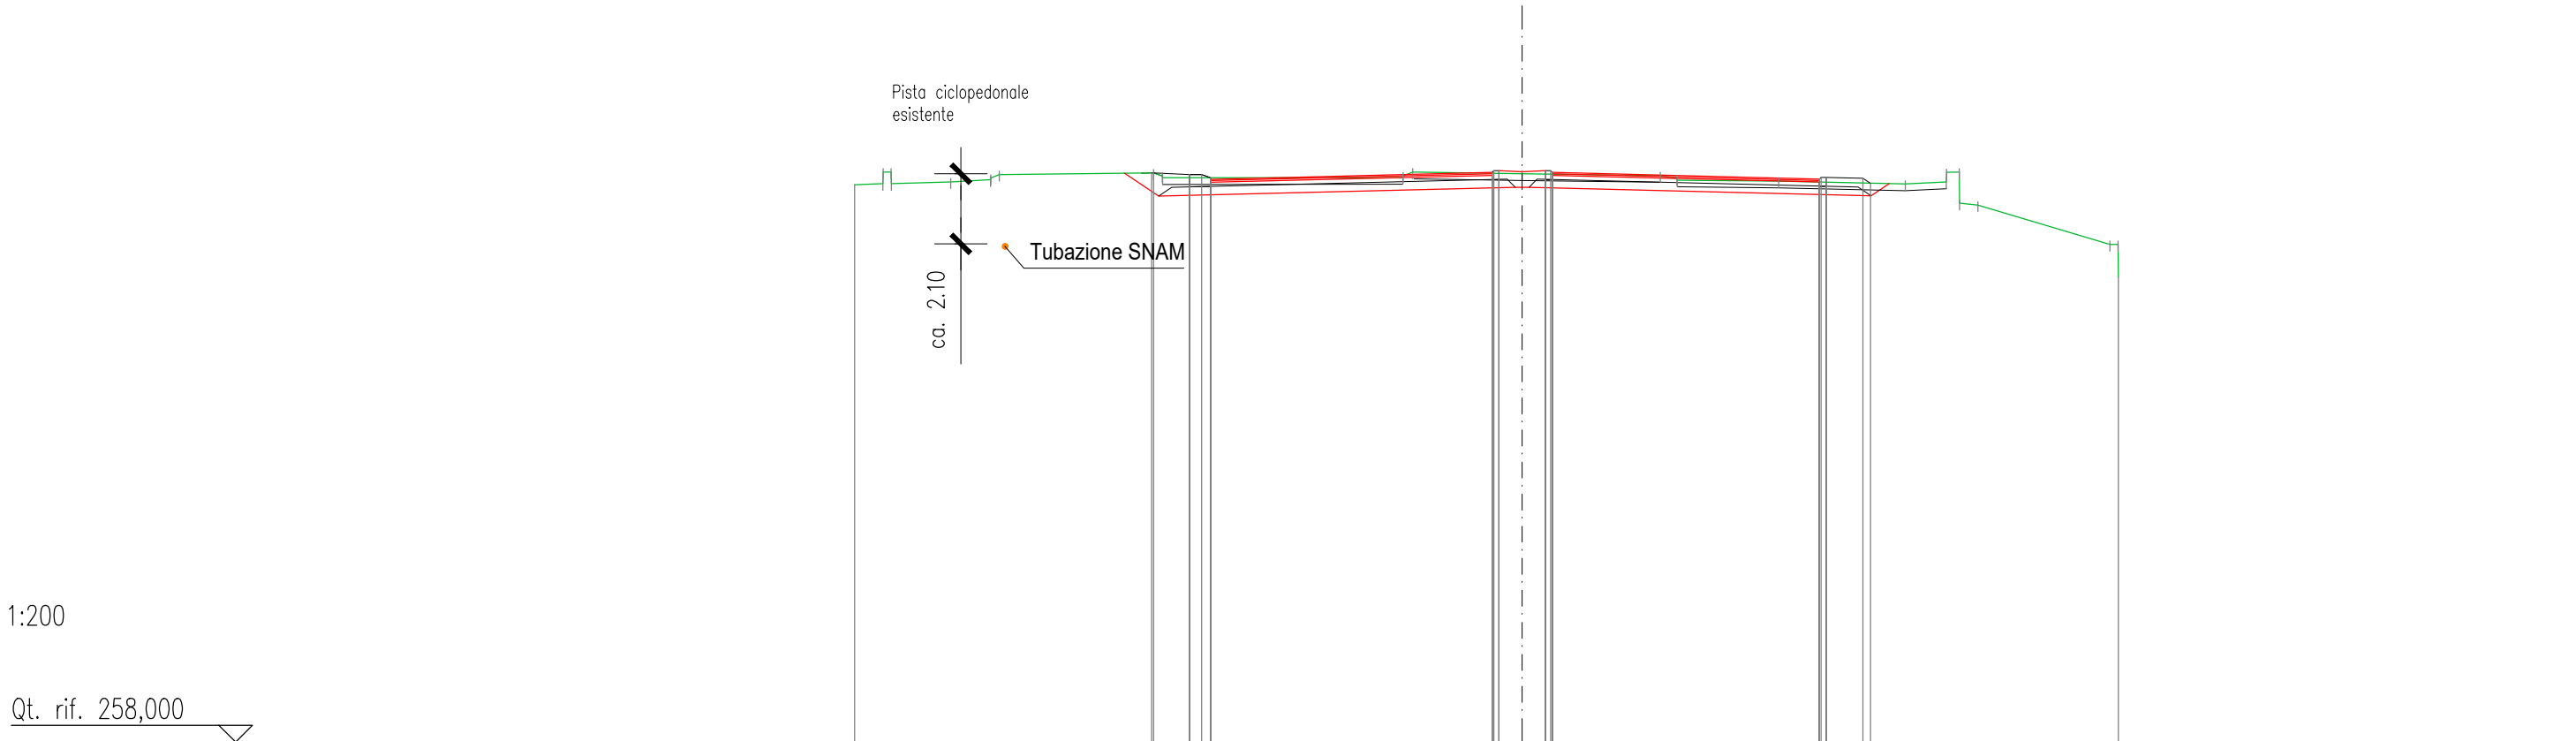 Pista ciclopedonale
esistente
Tubazione SNAM
ca. 2.10
1:200
Qt. rif. 258,000